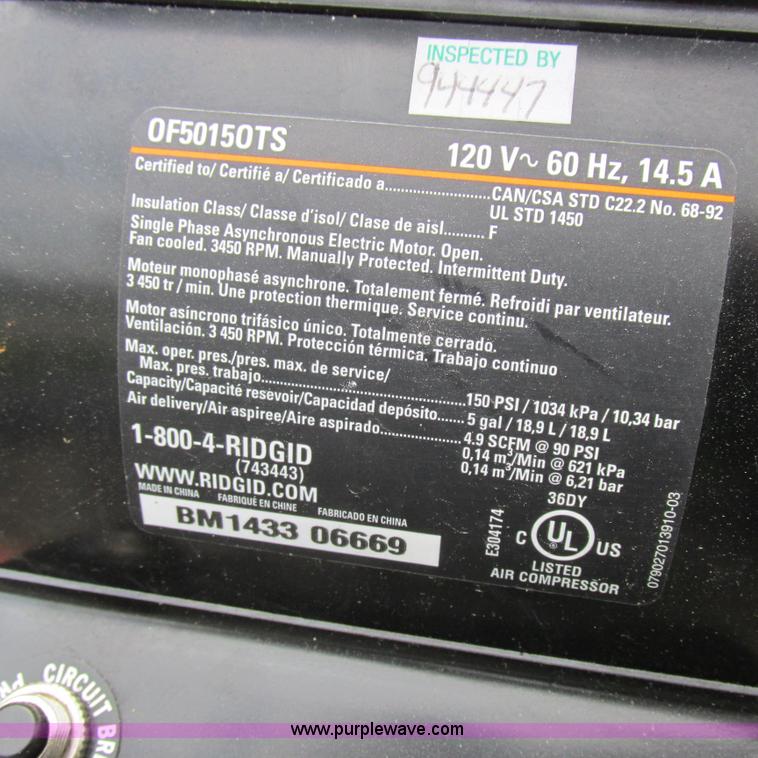 INSPECTED BY
944447
OF5015OTS
120 V~ 60 Hz, 14.5 A
Certified to/ Certifié a/ Certificado a..........................CAN/CSA STD C22.2 No. 68-92
UL STD 1450
Insulation Class/ Classe d'isol/ Clase de aisl.........F
Single Phase Asynchronous Electric Motor. Open.
Fan cooled. 3450 RPM. Manually Protected. Intermittent Duty.
Moteur monophasé asynchrone. Totalement fermé. Refroidi par ventilateur.
3 450 tr / min. Une protection thermique. Service continu.
Motor asíncrono trifásico único. Totalmente cerrado.
Ventilación. 3 450 RPM. Protección térmica. Trabajo continuo
Max. oper. pres./pres. max. de service/
Max. pres. trabajo.........................................150 PSI / 1034 kPa / 10,34 bar
Capacity/Capacité resevoir/Capacidad depósito......5 gal / 18,9 L / 18,9 L
Air delivery/Air aspiree/Aire aspirado.................4.9 SCFM @ 90 PSI
0,14 m³/Min @ 621 kPa
0,14 m³/Min @ 6,21 bar
1-800-4-RIDGID
(743443)
WWW.RIDGID.COM
MADE IN CHINA FABRIQUÉ EN CHINE FABRICADO EN CHINA
BM1433 06669
36DY
E304174
C UL US
LISTED
AIR COMPRESSOR
079027013910-03
CIRCUIT
www.purplewave.com